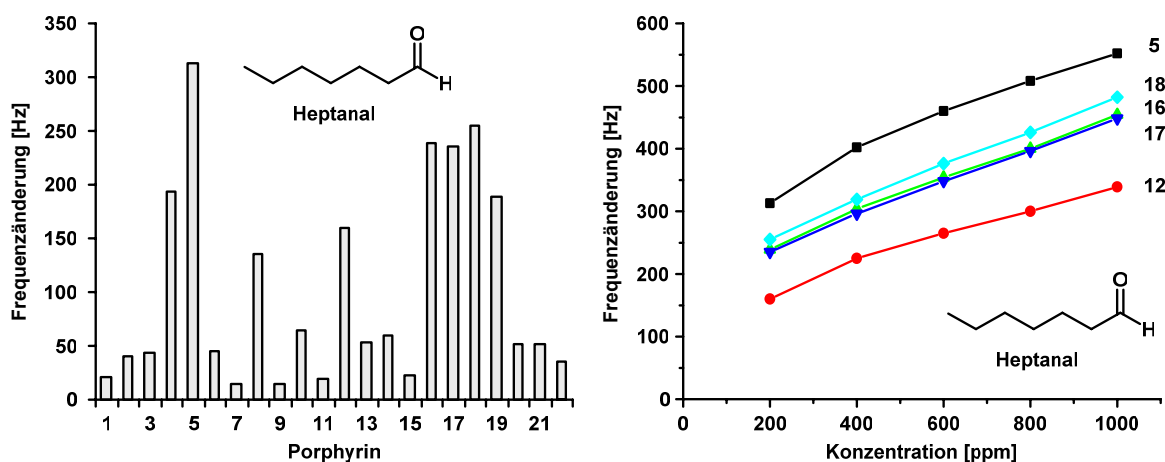 350
300
250
200
150
100
50
0
Frequenzänderung [Hz]
O
H
Heptanal
1 3 5 7 9 11 13 15 17 19 21
Porphyrin
600
500
400
300
200
100
0
Frequenzänderung [Hz]
5
18
16
17
12
O
H
Heptanal
0 200 400 600 800 1000
Konzentration [ppm]